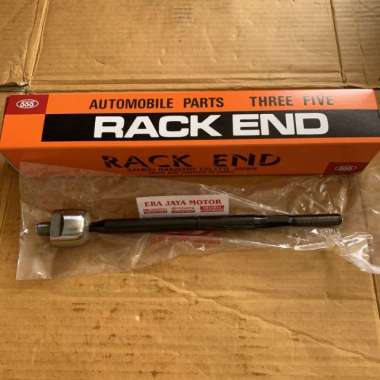 555
AUTOMOBILE PARTS THREE FIVE
RACK END
RACK END
555
ERA JAYA MOTOR